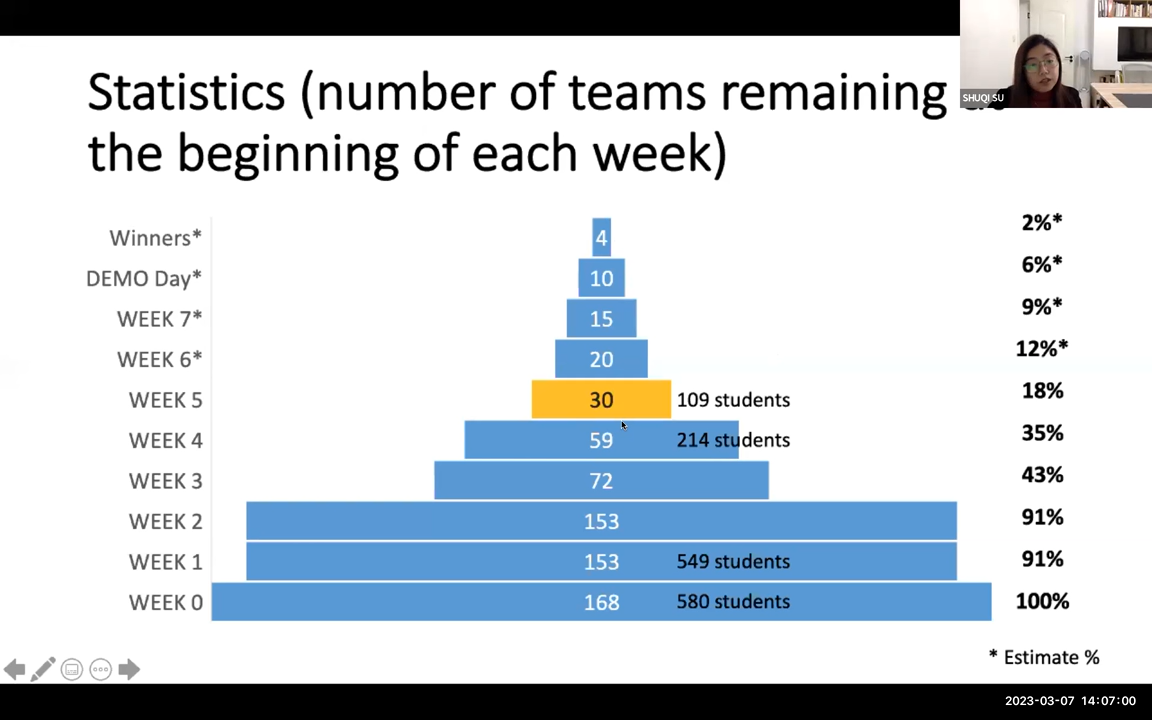 Statistics (number of teams remaining
the beginning of each week)
SHUQI SU
Winners* 4 2%*
DEMO Day* 10 6%*
WEEK 7* 15 9%*
WEEK 6* 20 12%*
WEEK 5 30 109 students 18%
WEEK 4 59 214 students 35%
WEEK 3 72 43%
WEEK 2 153 91%
WEEK 1 153 549 students 91%
WEEK 0 168 580 students 100%
* Estimate %
2023-03-07 14:07:00